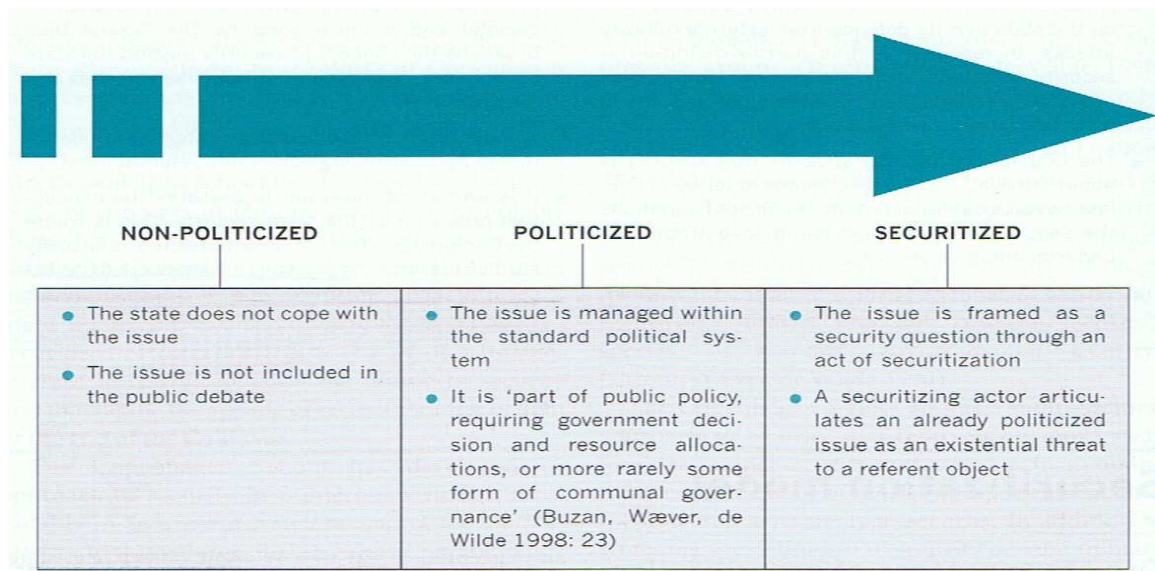 NON-POLITICIZED
POLITICIZED
SECURITIZED
The state does not cope with
the issue
The issue is not included in
the public debate
The issue is managed within
the standard political sys-
tem
It is ‘part of public policy,
requiring government deci-
sion and resource alloca-
tions, or more rarely some
form of communal gover-
nance’ (Buzan, Wæver, de
Wilde 1998: 23)
The issue is framed as a
security question through an
act of securitization
A securitizing actor articu-
lates an already politicized
issue as an existential threat
to a referent object